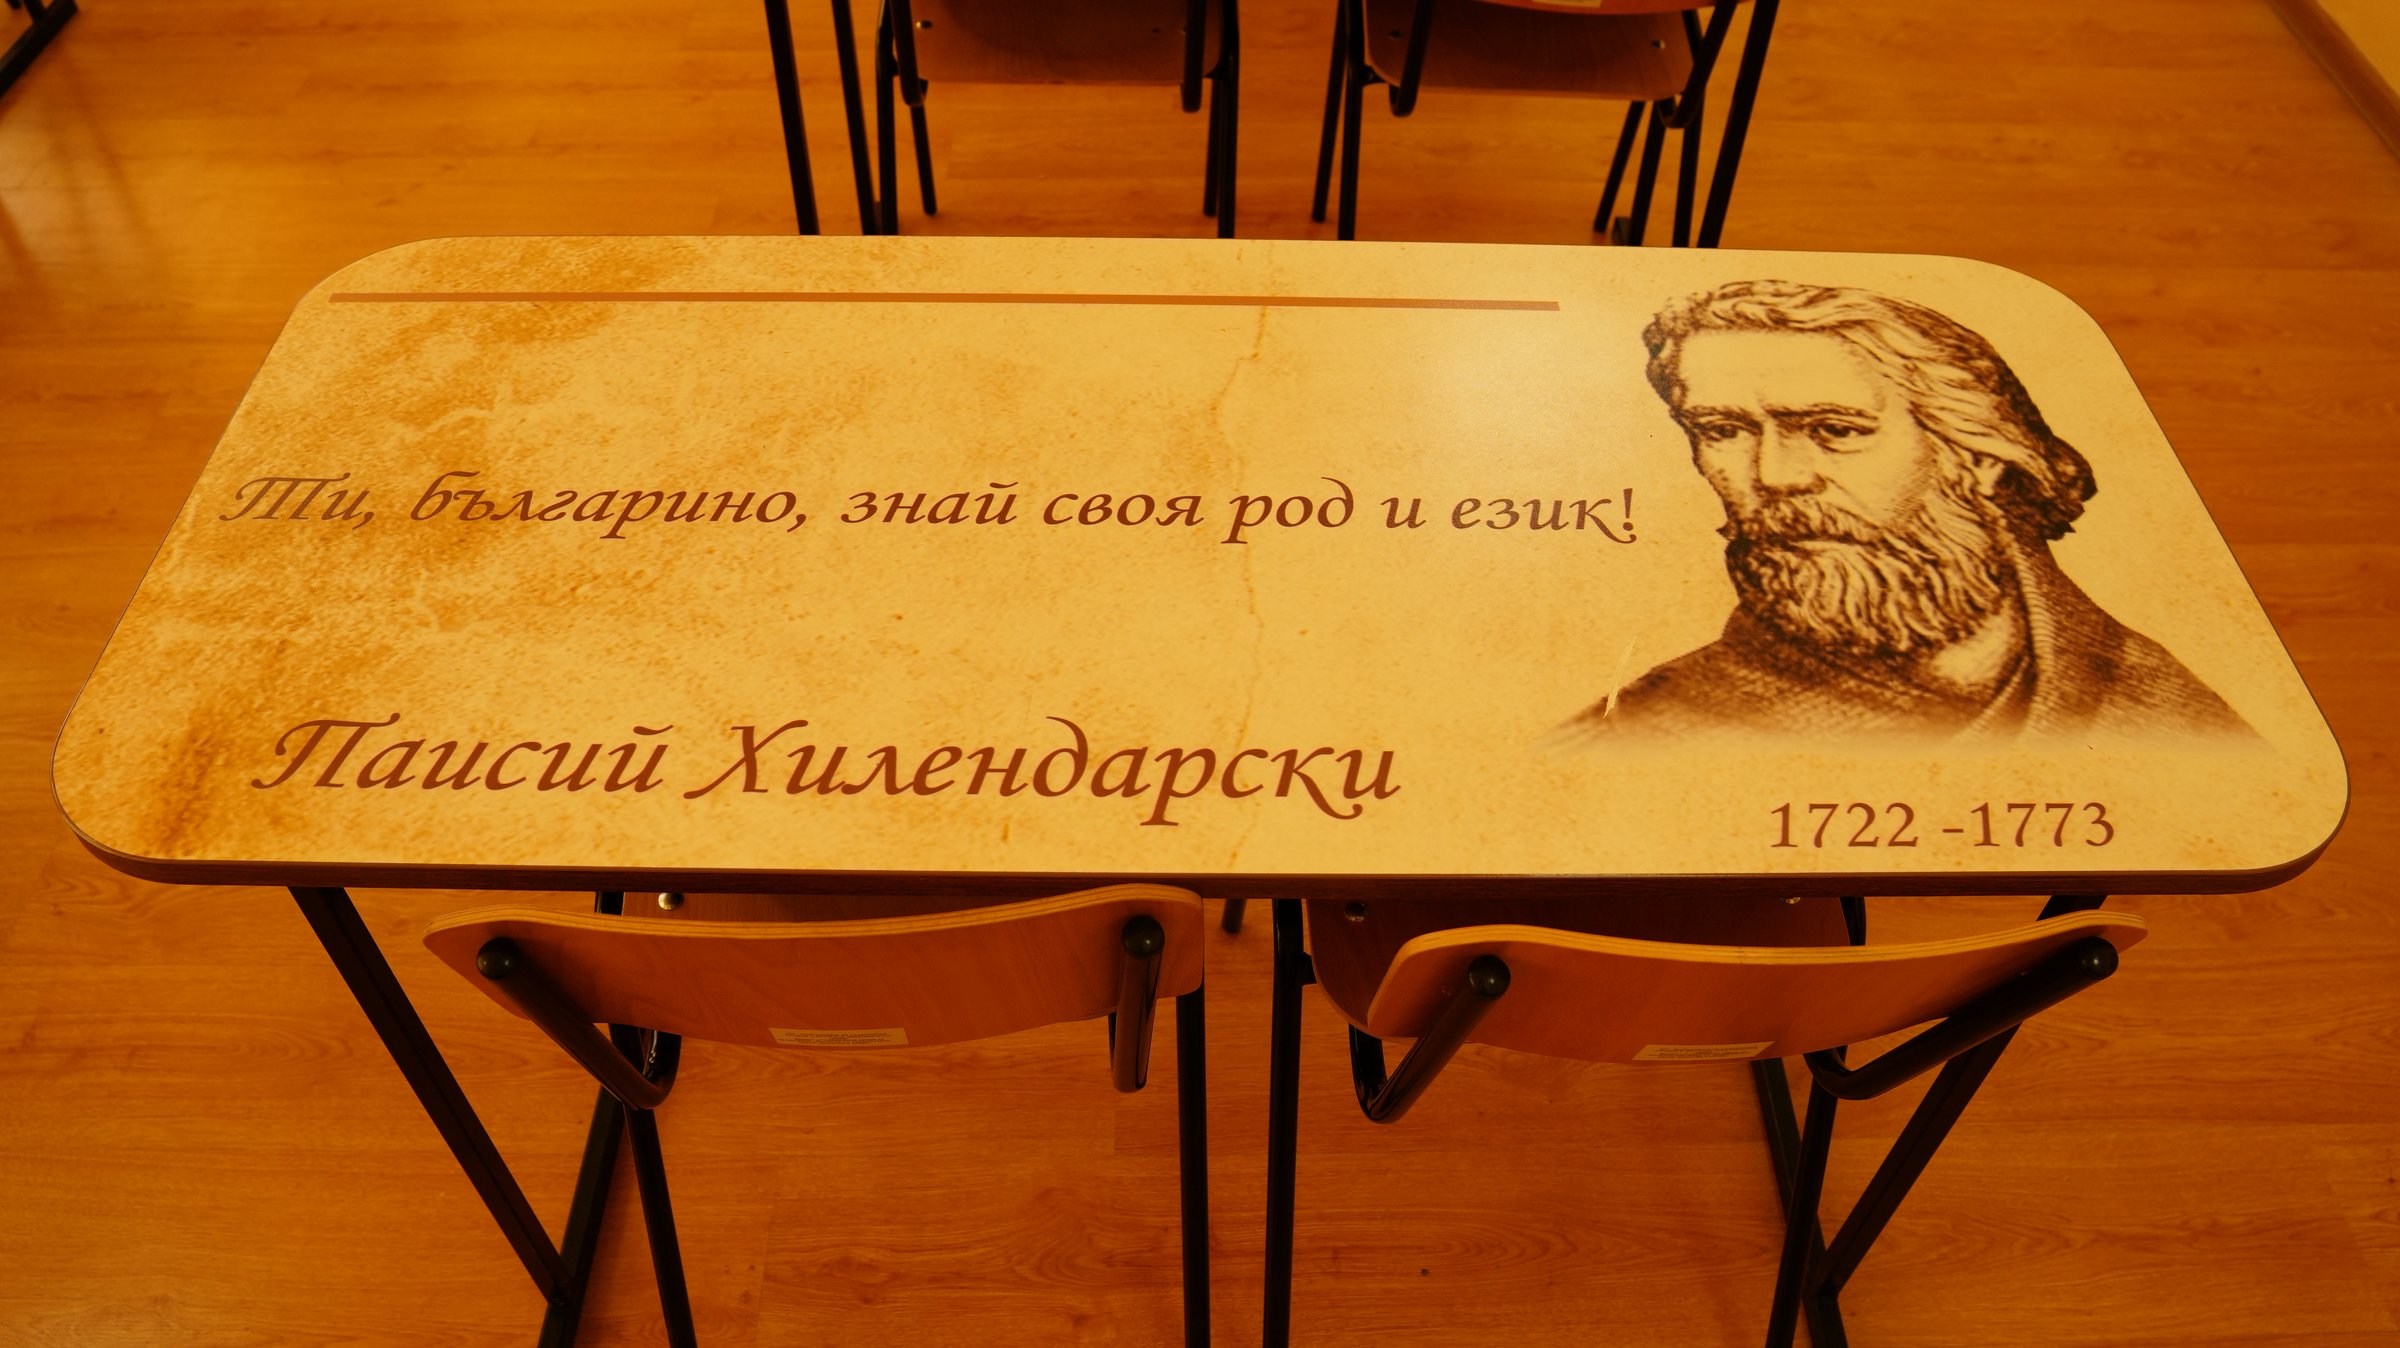 Ти, българино, знай своя род и език!
Паисий Хилендарски
1722 -1773